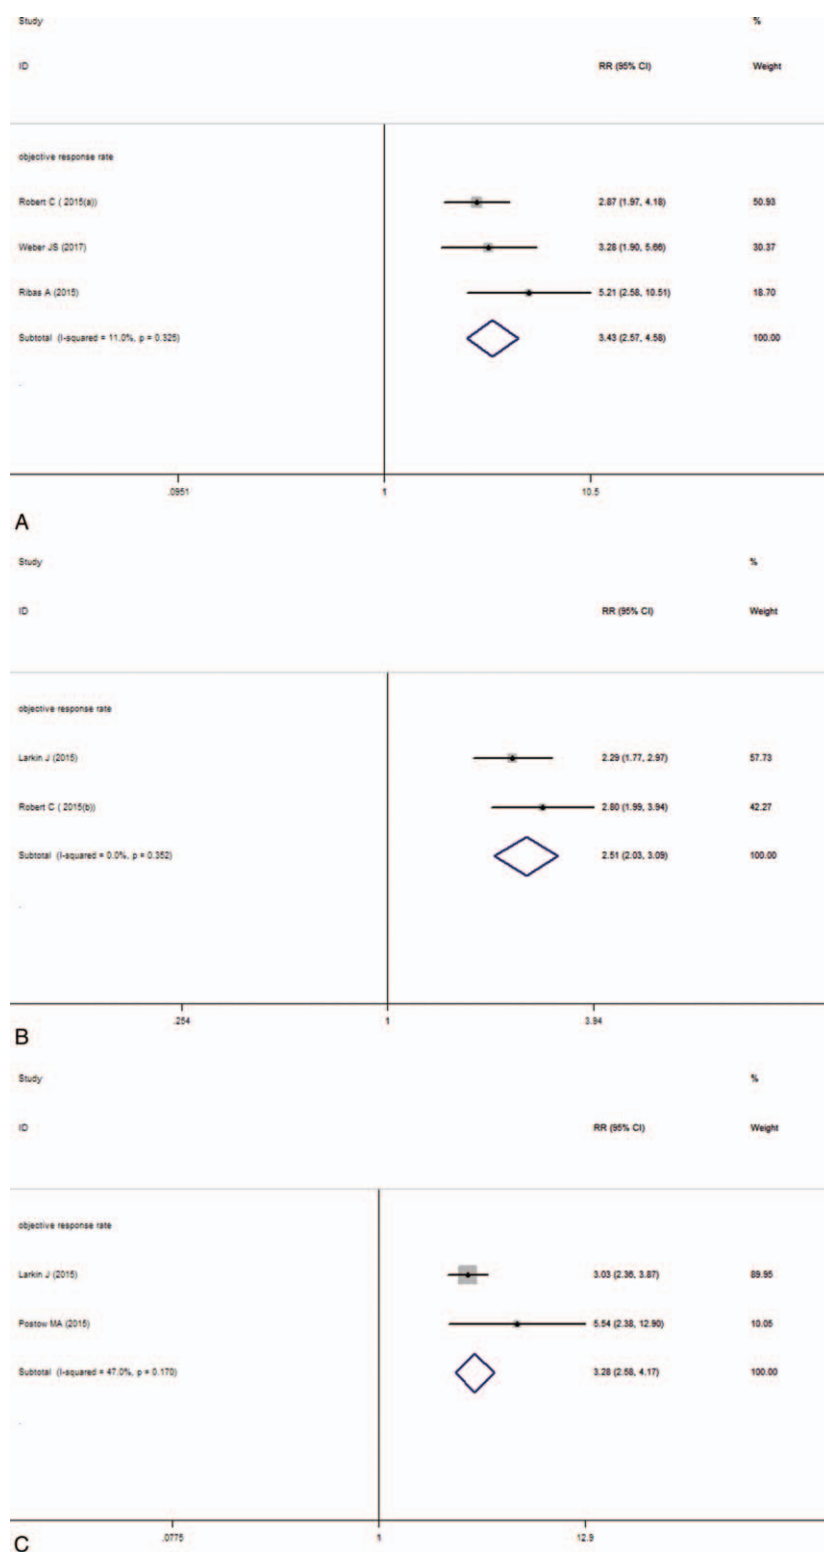 Study %
ID RR (95% CI) Weight
objective response rate
Robert C ( 2015(a)) 2.87 (1.97, 4.18) 50.93
Weber JS (2017) 3.28 (1.90, 5.66) 30.37
Ribas A (2015) 5.21 (2.58, 10.51) 18.70
Subtotal (I-squared = 11.0%, p = 0.325) 3.43 (2.57, 4.58) 100.00
.
.0951 1 10.5
A
Study %
ID RR (95% CI) Weight
objective response rate
Larkin J (2015) 2.29 (1.77, 2.97) 57.73
Robert C ( 2015(b)) 2.80 (1.99, 3.94) 42.27
Subtotal (I-squared = 0.0%, p = 0.352) 2.51 (2.03, 3.09) 100.00
.
.254 1 3.94
B
Study %
ID RR (95% CI) Weight
objective response rate
Larkin J (2015) 3.03 (2.36, 3.87) 89.95
Postow MA (2015) 5.54 (2.38, 12.90) 10.05
Subtotal (I-squared = 47.0%, p = 0.170) 3.28 (2.58, 4.17) 100.00
.
.0775 1 12.9
C